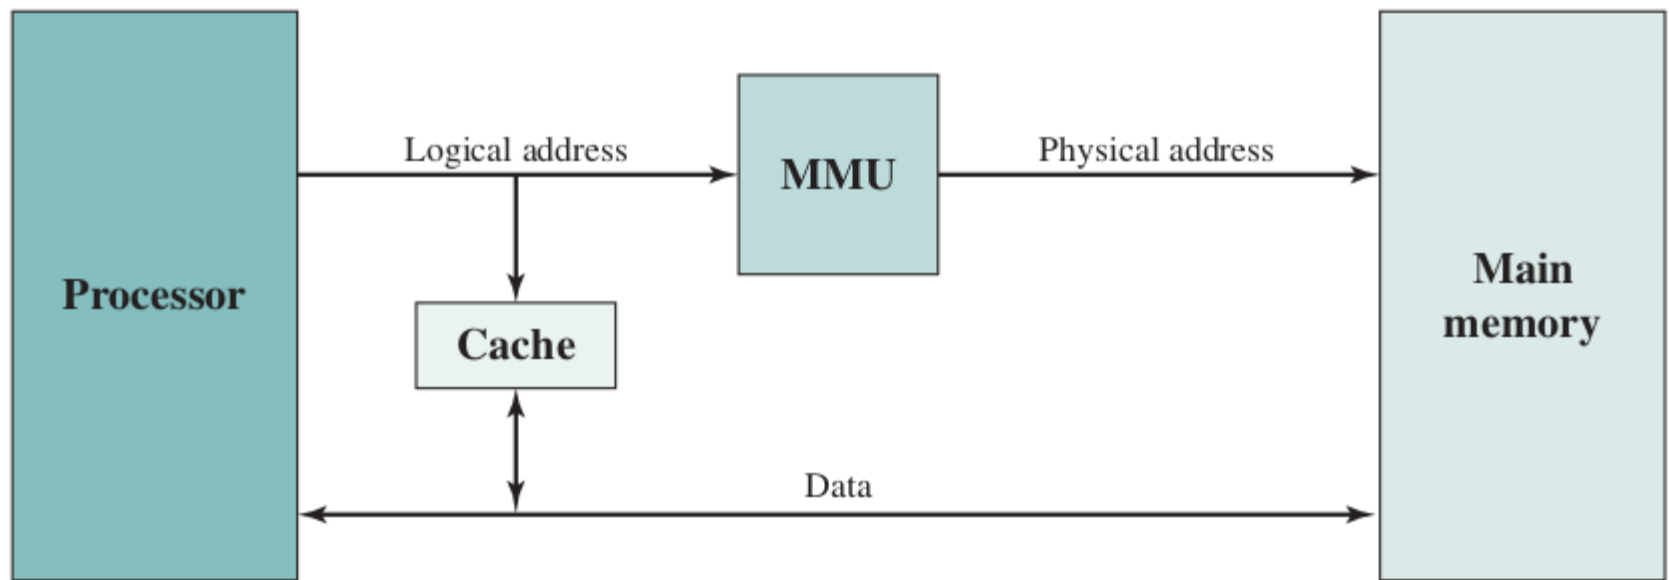 Logical address
MMU
Physical address
Processor
Cache
Main
memory
Data